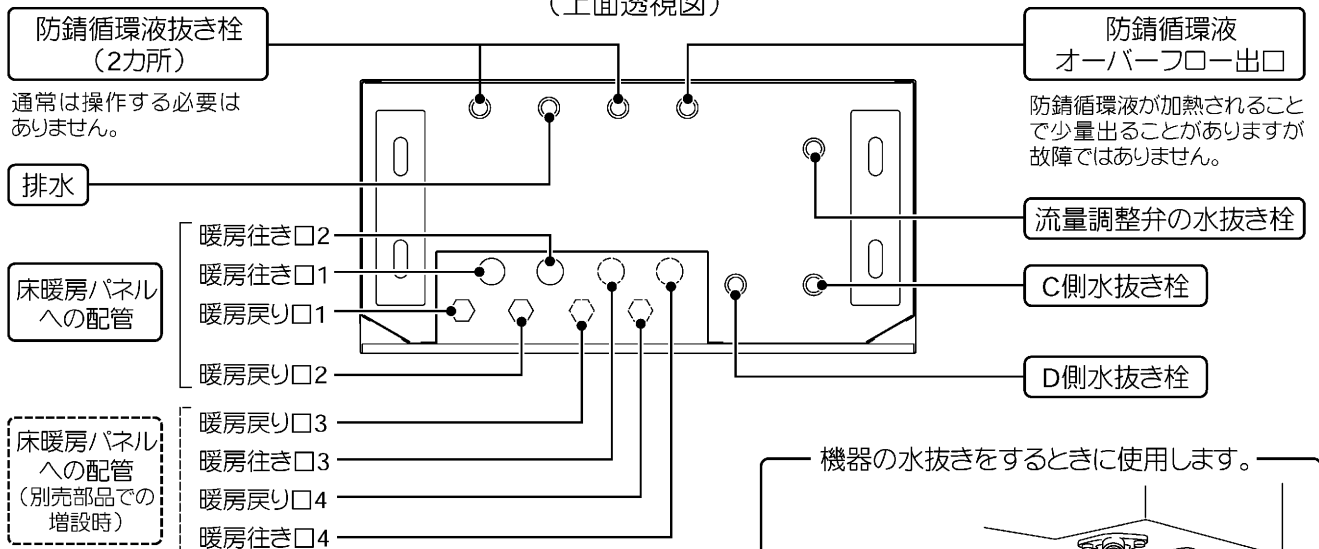 （上面透視図）
防錆循環液抜き栓
（2カ所）
通常は操作する必要は
ありません。
排水
床暖房パネル
への配管
暖房往き口2
暖房往き口1
暖房戻り口1
暖房戻り口2
床暖房パネル
への配管
（別売部品での
増設時）
暖房戻り口3
暖房往き口3
暖房戻り口4
暖房往き口4
防錆循環液
オーバーフロー出口
防錆循環液が加熱されること
で少量出ることがありますが
故障ではありません。
流量調整弁の水抜き栓
C側水抜き栓
D側水抜き栓
機器の水抜きをするときに使用します。